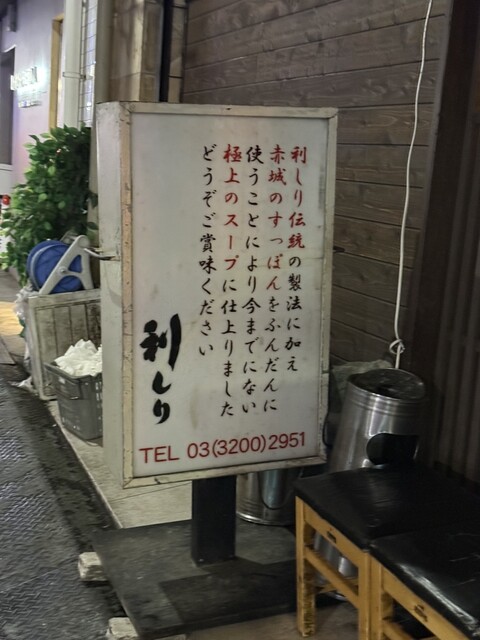 利しり伝統の製法に加え
赤城のすっぽんをふんだんに
使うことにより今までにない
極上のスープに仕上りました
どうぞご賞味ください
利しり
TEL 03(3200)2951